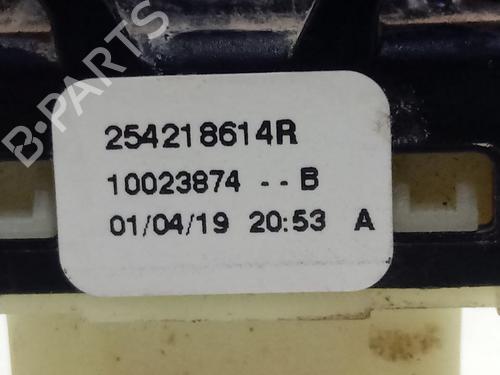 B-PARTS
254218614R
10023874 - - B
01/04/19 20:53 A